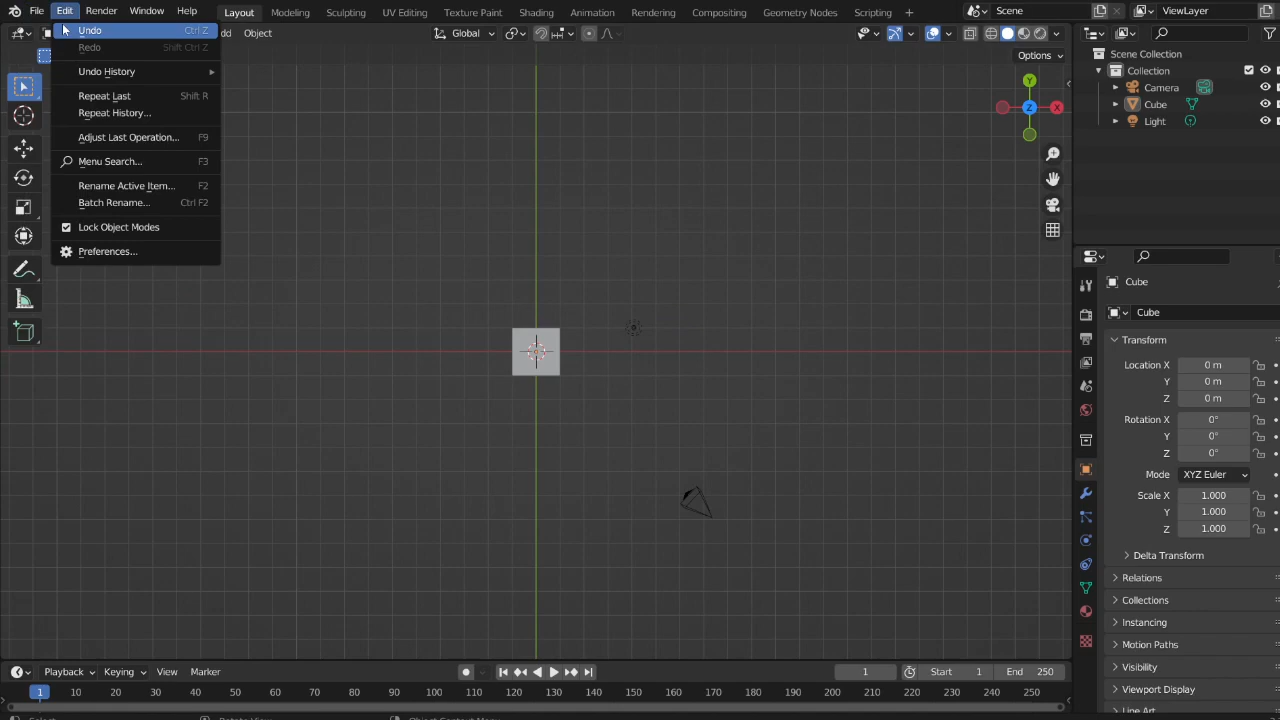 File Edit Render Window Help Layout Modeling Sculpting UV Editing Texture Paint Shading Animation Rendering Compositing Geometry Nodes Scripting + Scene ViewLayer
Undo Ctrl Z
Redo Shift Ctrl Z
Undo History
Repeat Last Shift R
Repeat History...
Adjust Last Operation... F9
Menu Search... F3
Rename Active Item... F2
Batch Rename... Ctrl F2
Lock Object Modes
Preferences...
Object Global
Options
Y
Z X
Scene Collection
Collection
Camera
Cube
Light
Cube
Cube
Transform
Location X 0 m
Y 0 m
Z 0 m
Rotation X 0°
Y 0°
Z 0°
Mode XYZ Euler
Scale X 1.000
Y 1.000
Z 1.000
Delta Transform
Relations
Collections
Instancing
Motion Paths
Visibility
Viewport Display
Playback Keying View Marker 1 Start 1 End 250
1 10 20 30 40 50 60 70 80 90 100 110 120 130 140 150 160 170 180 190 200 210 220 230 240 250